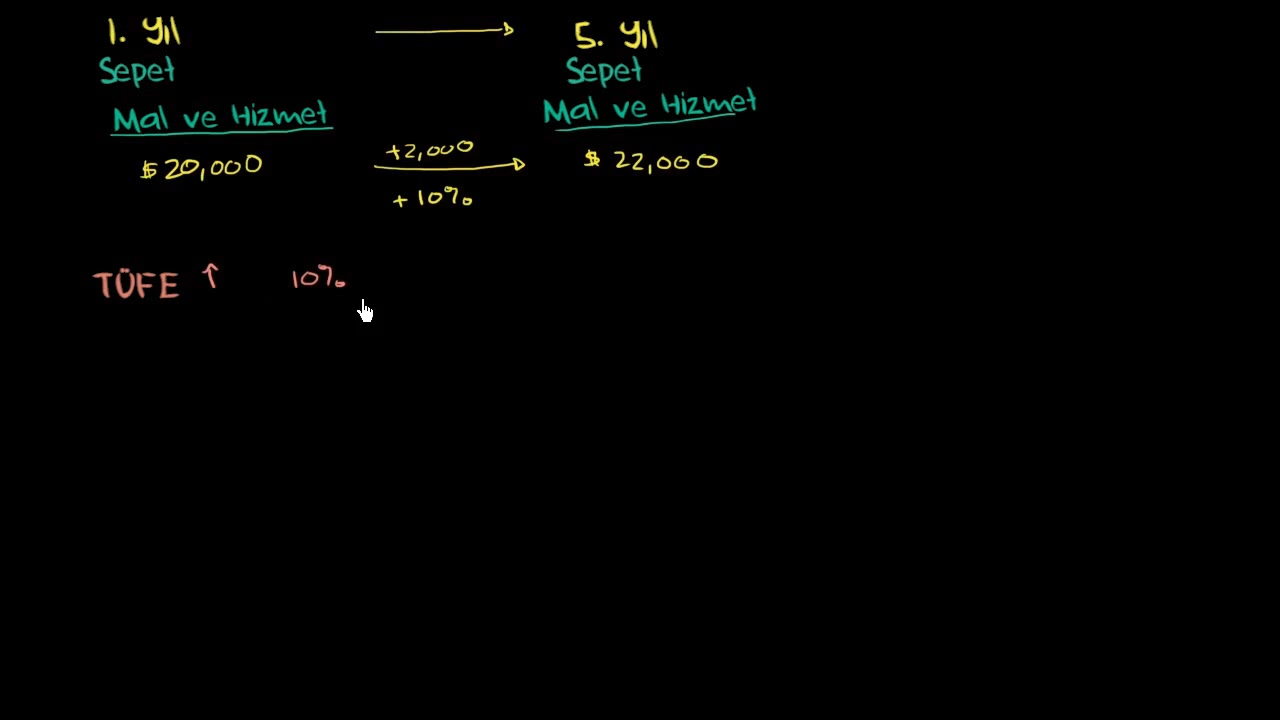 1. Yıl
5. Yıl
Sepet
Sepet
Mal ve Hizmet
Mal ve Hizmet
$20,000
+2,000
+10%
$22,000
TÜFE ↑ 10%